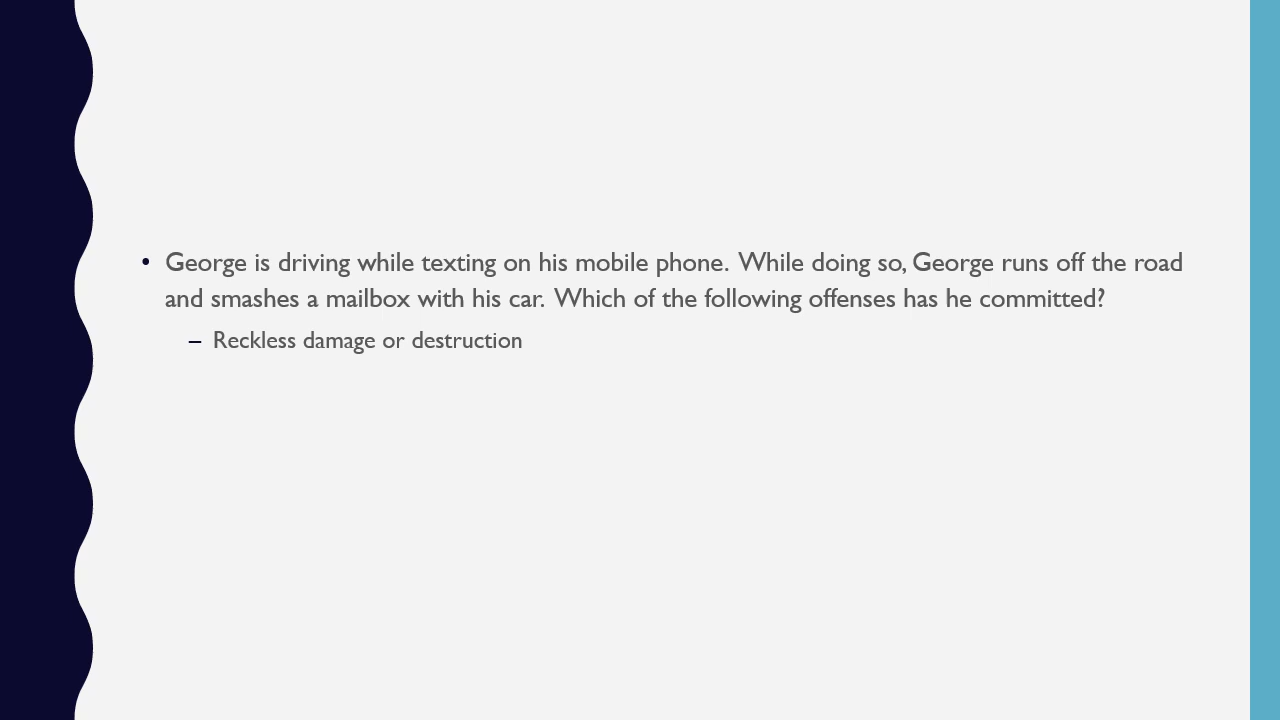 • George is driving while texting on his mobile phone.  While doing so, George runs off the road
and smashes a mailbox with his car.  Which of the following offenses has he committed?
– Reckless damage or destruction